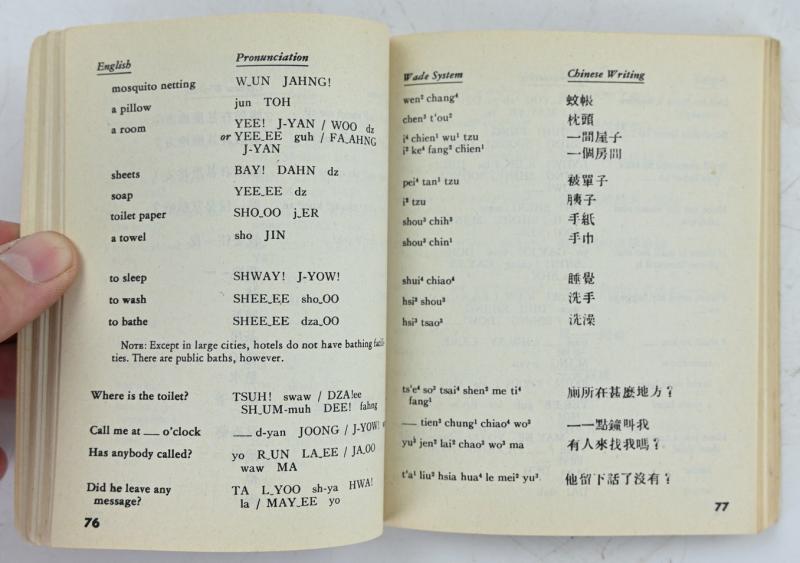 English
Pronunciation
mosquito netting
W_UN JAHNG!
a pillow
jun TOH
a room
YEE! J-YAN / WOO dz
or YEE_EE guh / FA_AHNG
J-YAN
sheets
BAY! DAHN dz
soap
YEE_EE dz
toilet paper
SHO_OO j_ER
a towel
sho JIN
to sleep
SHWAY! J-YOW!
to wash
SHEE_EE sho_OO
to bathe
SHEE_EE dza_OO
NOTE: Except in large cities, hotels do not have bathing facili-
ties. There are public baths, however.
Where is the toilet?
TSUH! swaw / DZA!ee
SH_UM-muh DEE! fahng
Call me at __ o'clock
__ d-yan JOONG / J-YOW!
Has anybody called?
yo R_UN LA_EE / JA_OO
waw MA
Did he leave any
message?
TA L_YOO sh-ya HWA!
la / MAY_EE yo
76
Wade System
Chinese Writing
wen² chang⁴
蚊帳
chen³ t'ou²
枕頭
i⁴ chien¹ wu¹ tzu
一間屋子
i² ke⁴ fang² chien¹
一個房間
pei⁴ tan¹ tzu
被單子
i² tzu
胰子
shou³ chih³
手紙
shou³ chin¹
手巾
shui⁴ chiao⁴
睡覺
hsi³ shou³
洗手
hsi³ tsao³
洗澡
ts'e⁴ so³ tsai⁴ shen² me ti⁴
fang¹
廁所在甚麼地方?
__ tien³ chung¹ chiao⁴ wo³
一一點鐘叫我
yu³ jen² lai² chao³ wo³ ma
有人來找我嗎?
t'a¹ liu² hsia hua⁴ le mei² yu³
他留下話了沒有?
77